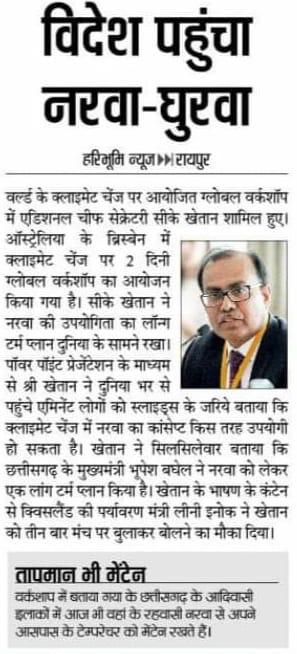 विदेश पहुंचा
नरवा-घुरवा
हरिभूमि न्यूज▶▶रायपुर
वर्ल्ड के क्लाइमेट चेंज पर आयोजित ग्लोबल वर्कशॉप
में एडिशनल चीफ सेक्रेटरी सीके खेतान शामिल हुए।
ऑस्ट्रेलिया के ब्रिस्बेन में
क्लाइमेट चेंज पर 2 दिनी
ग्लोबल वर्कशॉप का आयोजन
किया गया है। सीके खेतान ने
नरवा की उपयोगिता का लॉन्ग
टर्म प्लान दुनिया के सामने रखा।
पॉवर पॉइंट प्रेजेंटेशन के माध्यम
से श्री खेतान ने दुनिया भर से
पहुंचे एमिनेंट लोगों को स्लाइड्स के जरिये बताया कि
क्लाइमेट चेंज में नरवा का कांसेप्ट किस तरह उपयोगी
हो सकता है। खेतान ने सिलसिलेवार बताया कि
छत्तीसगढ़ के मुख्यमंत्री भूपेश बघेल ने नरवा को लेकर
एक लांग टर्म प्लान किया है। खेतान के भाषण के कंटेन
से क्विसलैंड की पर्यावरण मंत्री लीनी इनोक ने खेतान
को तीन बार मंच पर बुलाकर बोलने का मौका दिया।
तापमान भी मेंटेन
वर्कशाप में बताया गया के छत्तीसगढ़ के आदिवासी
इलाकों में आज भी वहां के रहवासी नरवा से अपने
आसपास के टेम्परेचर को मेंटेन रखते हैं।